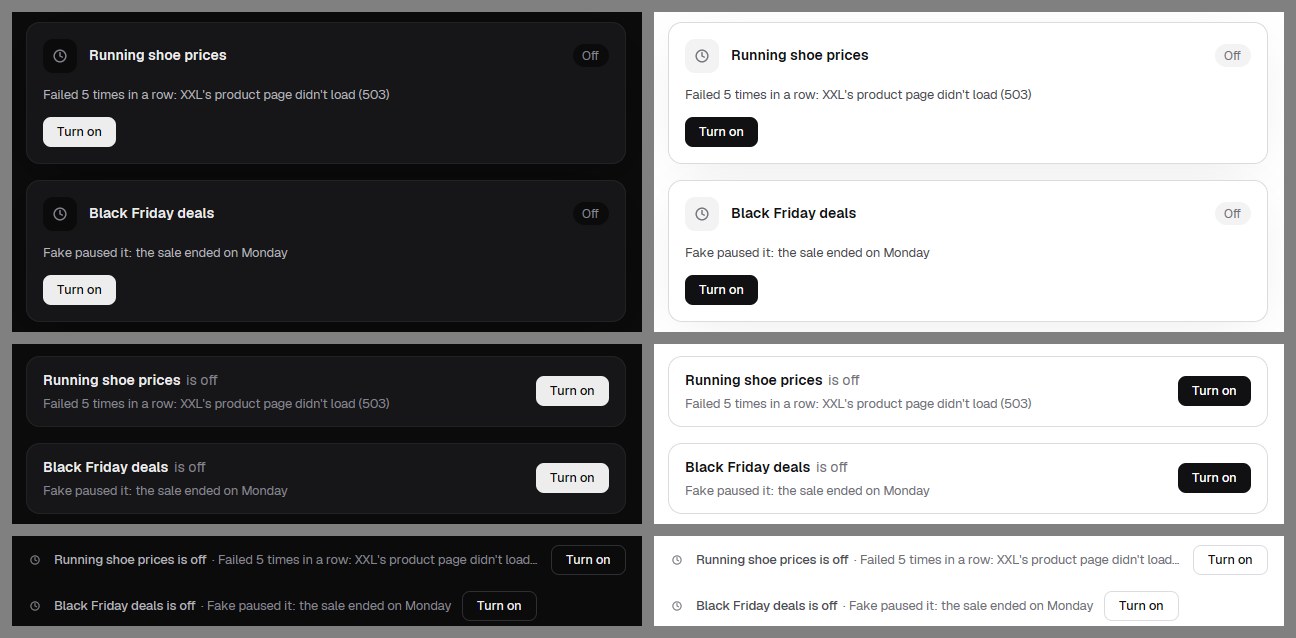 Running shoe prices Off
Failed 5 times in a row: XXL's product page didn't load (503)
Turn on
Black Friday deals Off
Fake paused it: the sale ended on Monday
Turn on
Running shoe prices Off
Failed 5 times in a row: XXL's product page didn't load (503)
Turn on
Black Friday deals Off
Fake paused it: the sale ended on Monday
Turn on
Running shoe prices is off
Failed 5 times in a row: XXL's product page didn't load (503)
Turn on
Black Friday deals is off
Fake paused it: the sale ended on Monday
Turn on
Running shoe prices is off
Failed 5 times in a row: XXL's product page didn't load (503)
Turn on
Black Friday deals is off
Fake paused it: the sale ended on Monday
Turn on
Running shoe prices is off · Failed 5 times in a row: XXL's product page didn't load... Turn on
Black Friday deals is off · Fake paused it: the sale ended on Monday Turn on
Running shoe prices is off · Failed 5 times in a row: XXL's product page didn't load... Turn on
Black Friday deals is off · Fake paused it: the sale ended on Monday Turn on